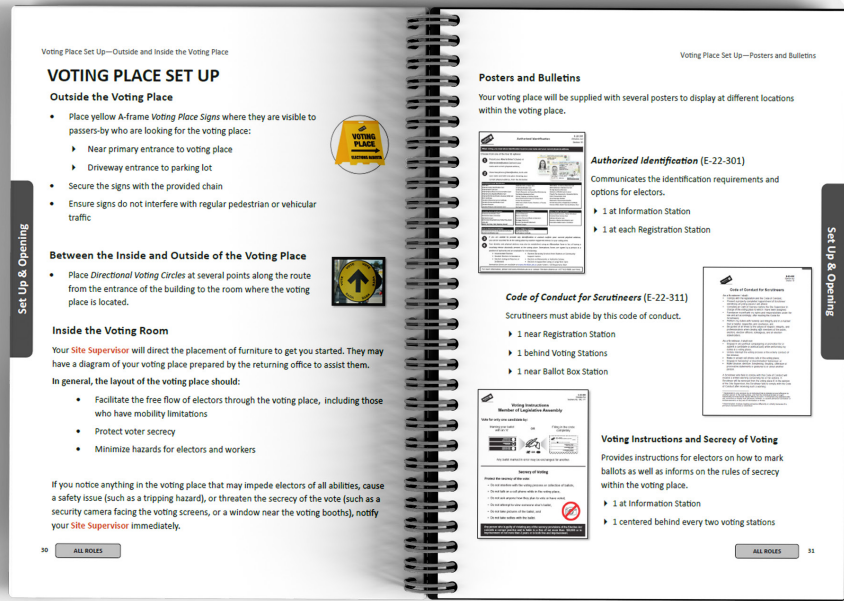 Voting Place Set Up—Outside and Inside the Voting Place
VOTING PLACE SET UP
Outside the Voting Place
• Place yellow A-frame Voting Place Signs where they are visible to
passers-by who are looking for the voting place:
Near primary entrance to voting place
Driveway entrance to parking lot
• Secure the signs with the provided chain
• Ensure signs do not interfere with regular pedestrian or vehicular
traffic
VOTING
PLACE
ELECTIONS ALBERTA
Between the Inside and Outside of the Voting Place
• Place Directional Voting Circles at several points along the route
from the entrance of the building to the room where the voting
place is located.
Inside the Voting Room
Your Site Supervisor will direct the placement of furniture to get you started. They may
have a diagram of your voting place prepared by the returning office to assist them.
In general, the layout of the voting place should:
• Facilitate the free flow of electors through the voting place, including those
who have mobility limitations
• Protect voter secrecy
• Minimize hazards for electors and workers
If you notice anything in the voting place that may impede electors of all abilities, cause
a safety issue (such as a tripping hazard), or threaten the secrecy of the vote (such as a
security camera facing the voting screens, or a window near the voting booths), notify
your Site Supervisor immediately.
30
ALL ROLES
Set Up & Opening
Voting Place Set Up—Posters and Bulletins
Posters and Bulletins
Your voting place will be supplied with several posters to display at different locations
within the voting place.
Authorized Identification
Authorized Identification (E-22-301)
Communicates the identification requirements and
options for electors.
1 at Information Station
1 at each Registration Station
Code of Conduct for Scrutineers (E-22-311)
Scrutineers must abide by this code of conduct.
1 near Registration Station
1 behind Voting Stations
1 near Ballot Box Station
Code of Conduct for Scrutineers
Voting Instructions
Member of Legislative Assembly
Vote for only one candidate by:
OR
Secrecy of Voting
Protect the secrecy of the vote:
Voting Instructions and Secrecy of Voting
Provides instructions for electors on how to mark
ballots as well as informs on the rules of secrecy
within the voting place.
1 at Information Station
1 centered behind every two voting stations
ALL ROLES
31
Set Up & Opening